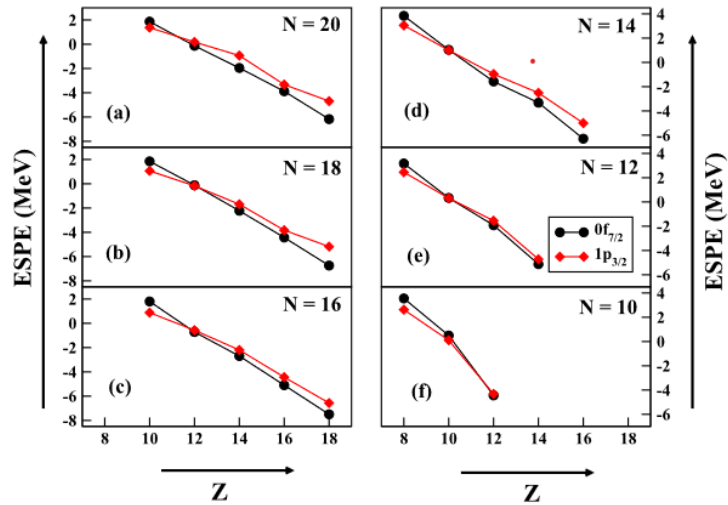 N = 20
2
0
-2
-4
-6
-8
(a)
N = 18
2
0
-2
-4
-6
-8
(b)
N = 16
2
0
-2
-4
-6
-8
(c)
8 10 12 14 16 18
ESPE (MeV)
Z
N = 14
4
2
0
-2
-4
-6
(d)
N = 12
4
2
0
-2
-4
-6
(e)
0f7/2
1p3/2
N = 10
4
2
0
-2
-4
-6
(f)
8 10 12 14 16 18
ESPE (MeV)
Z